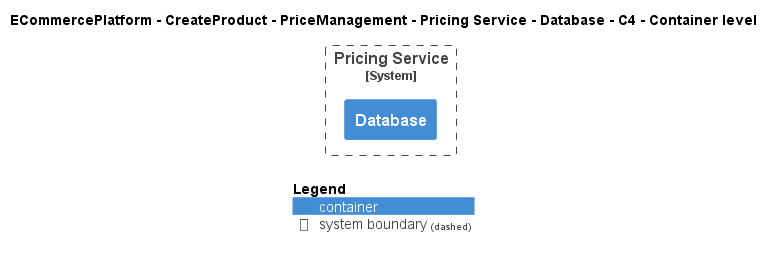 ECommercePlatform - CreateProduct - PriceManagement - Pricing Service - Database - C4 - Container level
Pricing Service
[System]
Database
Legend
container
system boundary (dashed)